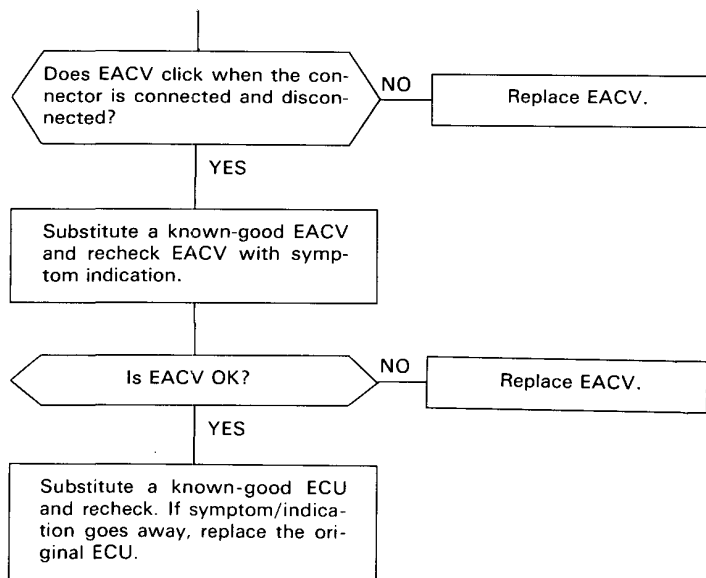 Does EACV click when the con-
nector is connected and discon-
nected?
NO
Replace EACV.
YES
Substitute a known-good EACV
and recheck EACV with symp-
tom indication.
Is EACV OK?
NO
Replace EACV.
YES
Substitute a known-good ECU
and recheck. If symptom/indica-
tion goes away, replace the ori-
ginal ECU.